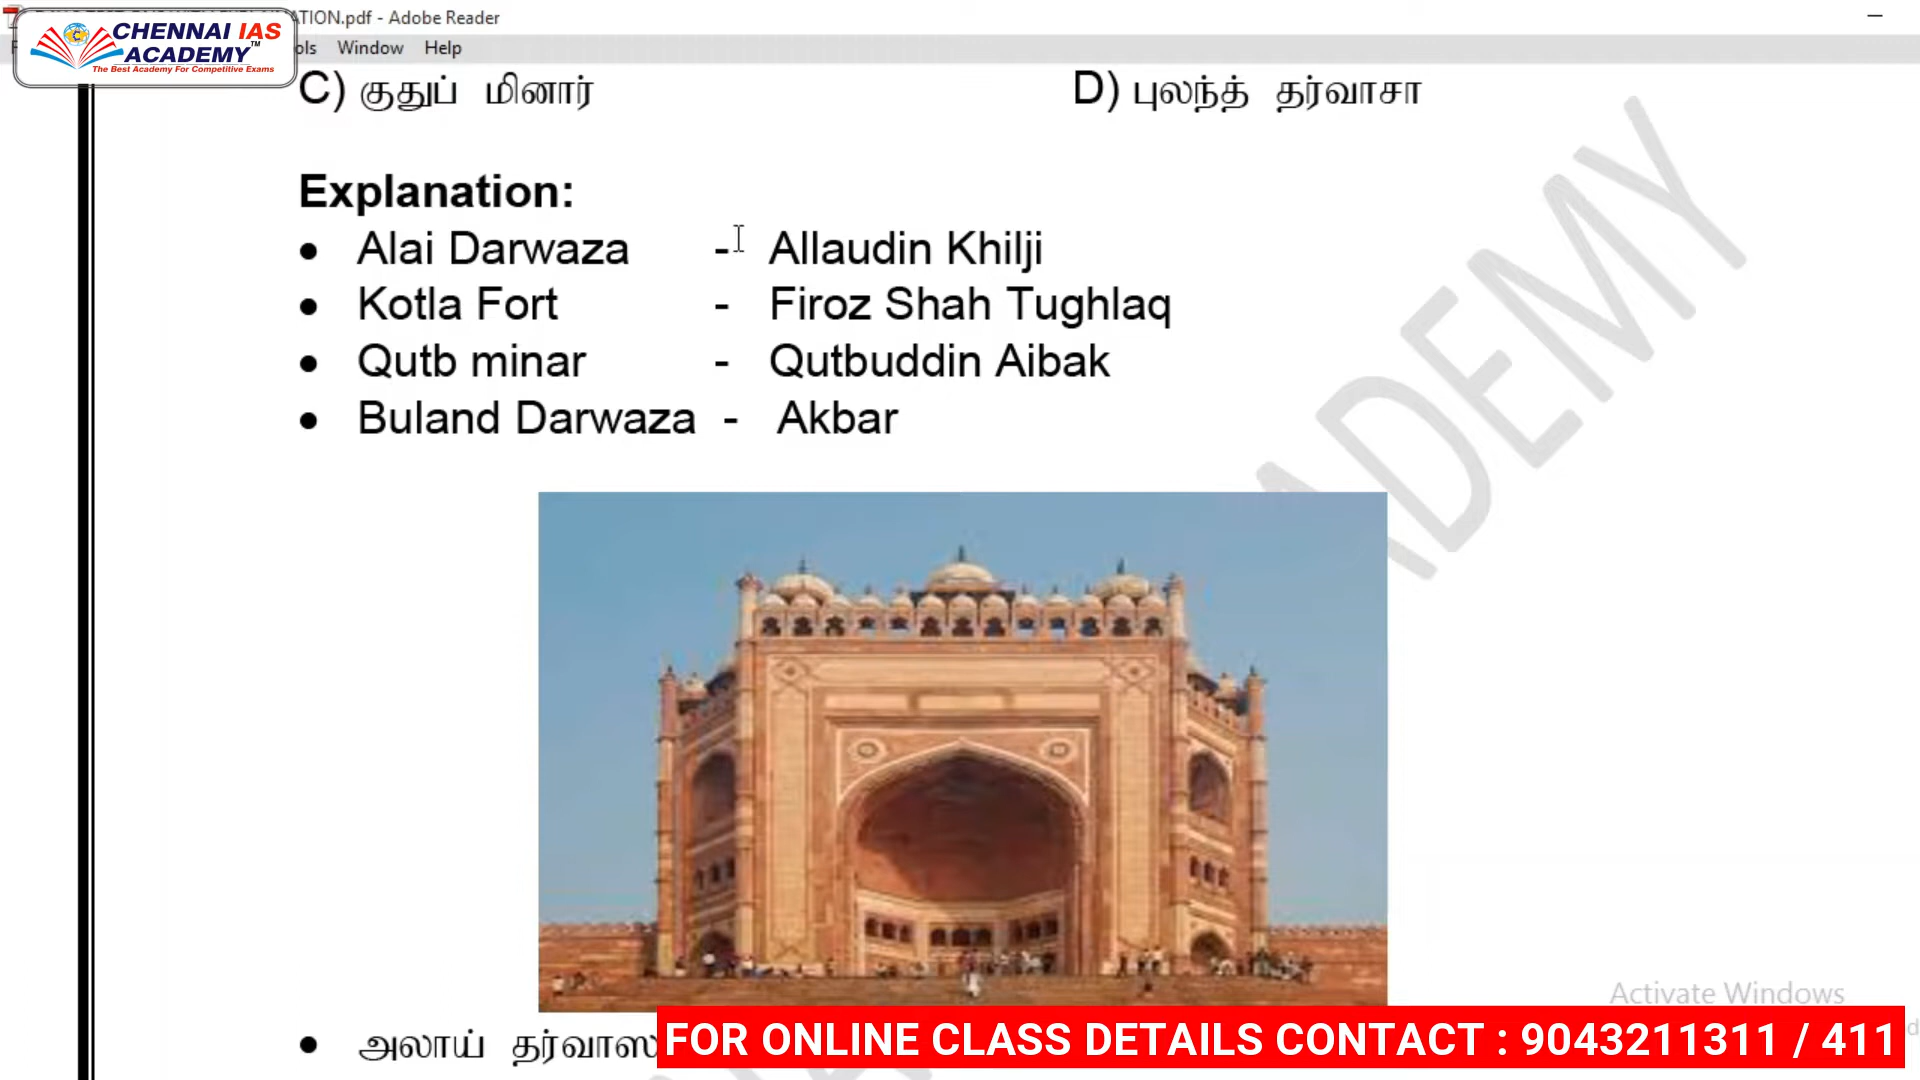 TION.pdf - Adobe Reader
CHENNAI IAS
ACADEMY™
The Best Academy For Competitive Exams
ols Window Help
C) குதுப் மினார் D) புலந்த் தர்வாசா
Explanation:
• Alai Darwaza - Allaudin Khilji
• Kotla Fort - Firoz Shah Tughlaq
• Qutb minar - Qutbuddin Aibak
• Buland Darwaza - Akbar
ADEMY
Activate Windows
• அலாய் தர்வாஸ
FOR ONLINE CLASS DETAILS CONTACT : 9043211311 / 411